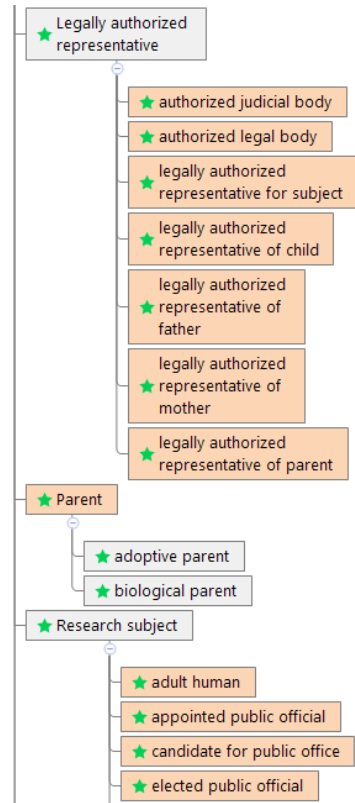 Legally authorized
representative
authorized judicial body
authorized legal body
legally authorized
representative for subject
legally authorized
representative of child
legally authorized
representative of
father
legally authorized
representative of
mother
legally authorized
representative of parent
Parent
adoptive parent
biological parent
Research subject
adult human
appointed public official
candidate for public office
elected public official